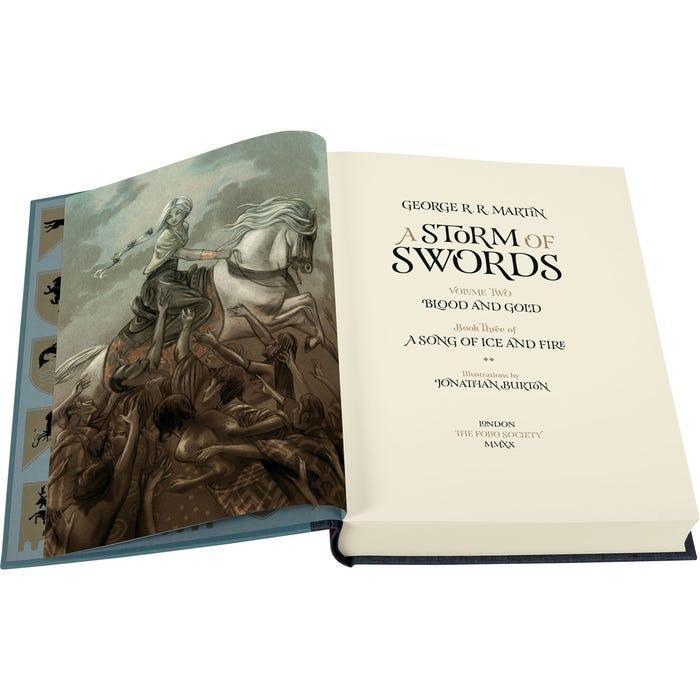 GEORGE R. R. MARTIN
A STORM OF
SWORDS
VOLUME TWO
BLOOD AND GOLD
Book Three of
A SONG OF ICE AND FIRE
Illustrations by
JONATHAN BURTON
LONDON
THE FOLIO SOCIETY
MMXX